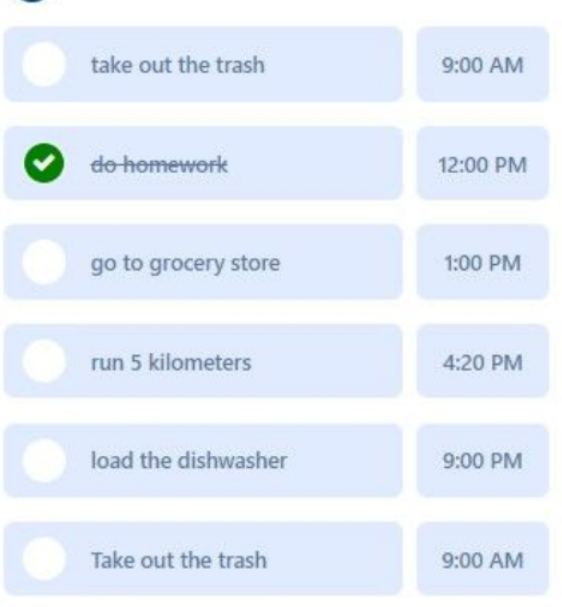 take out the trash 9:00 AM
do homework 12:00 PM
go to grocery store 1:00 PM
run 5 kilometers 4:20 PM
load the dishwasher 9:00 PM
Take out the trash 9:00 AM